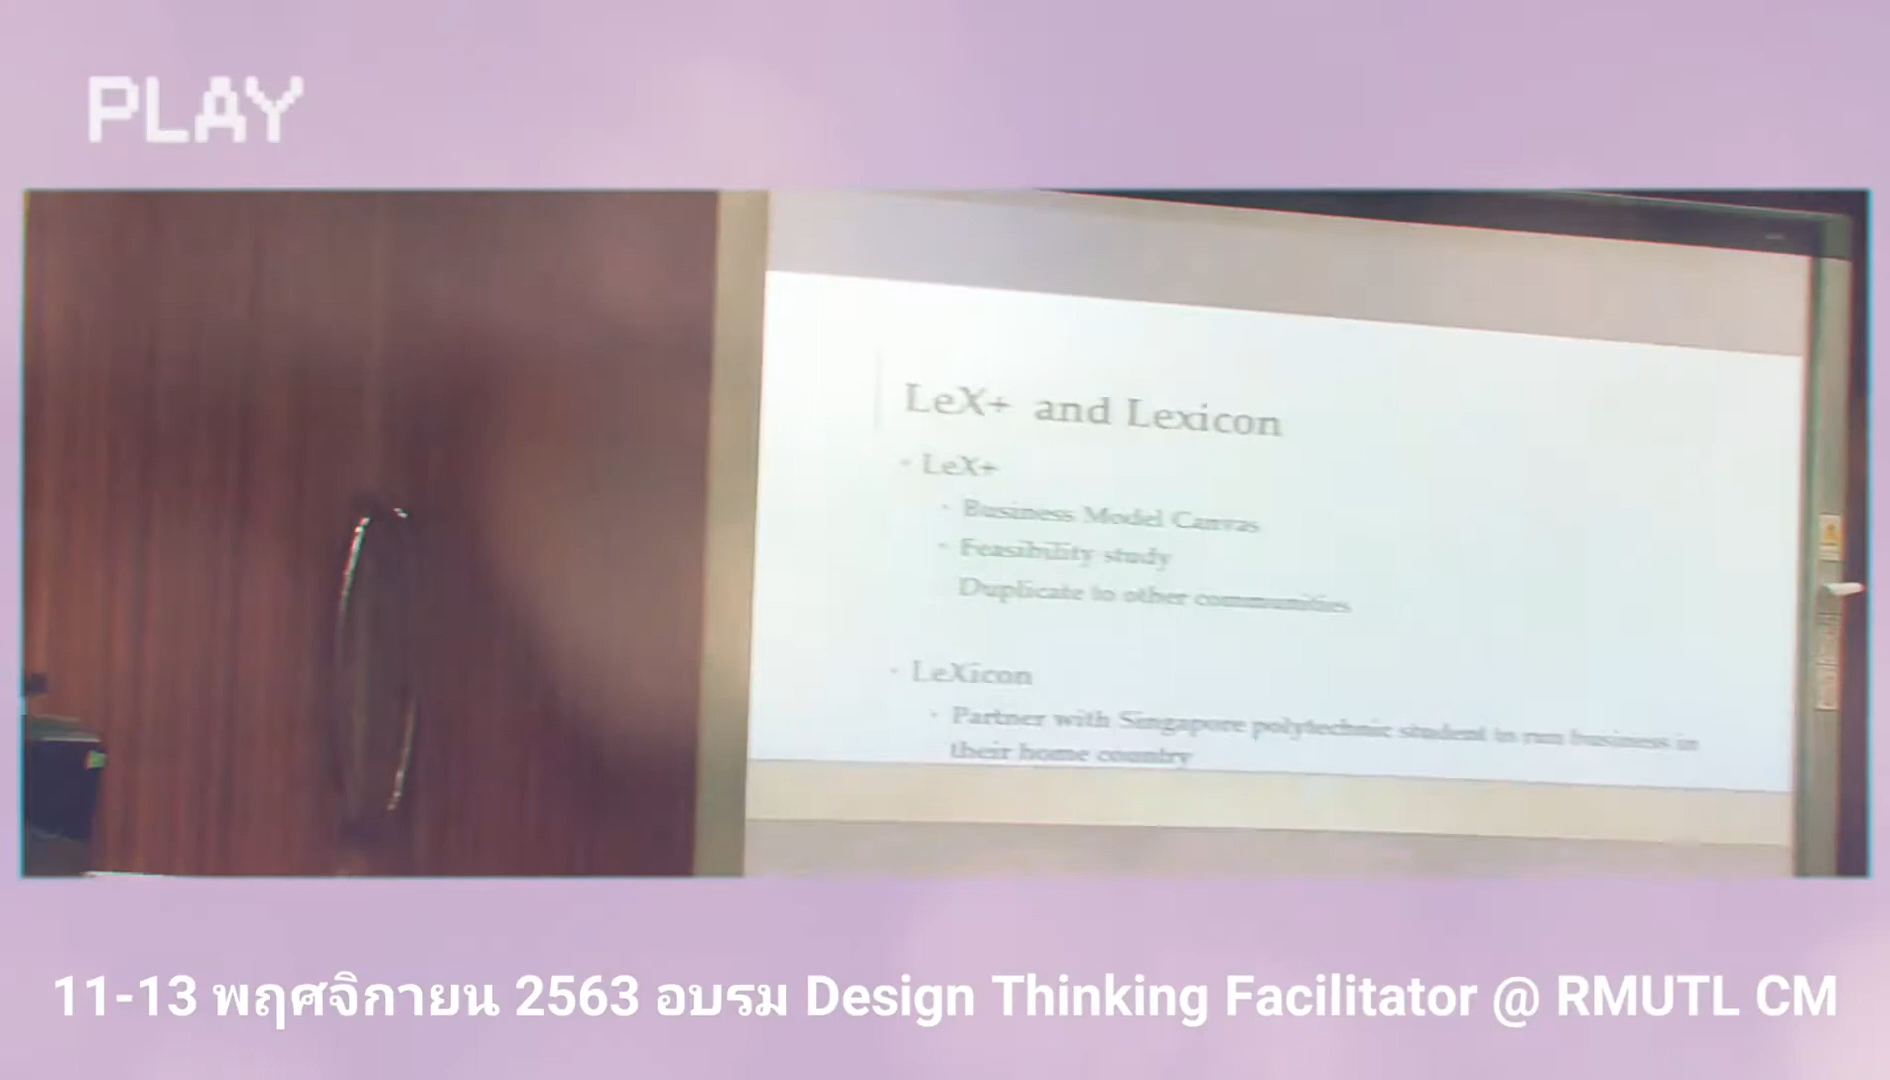 PLAY
LeX+ and Lexicon
LeX+
Business Model Canvas
Feasibility study
Duplicate to other communities
LeXicon
Partner with Singapore polytechnic student to run business in
their home country
11-13 พฤศจิกายน 2563 อบรม Design Thinking Facilitator @ RMUTL CM